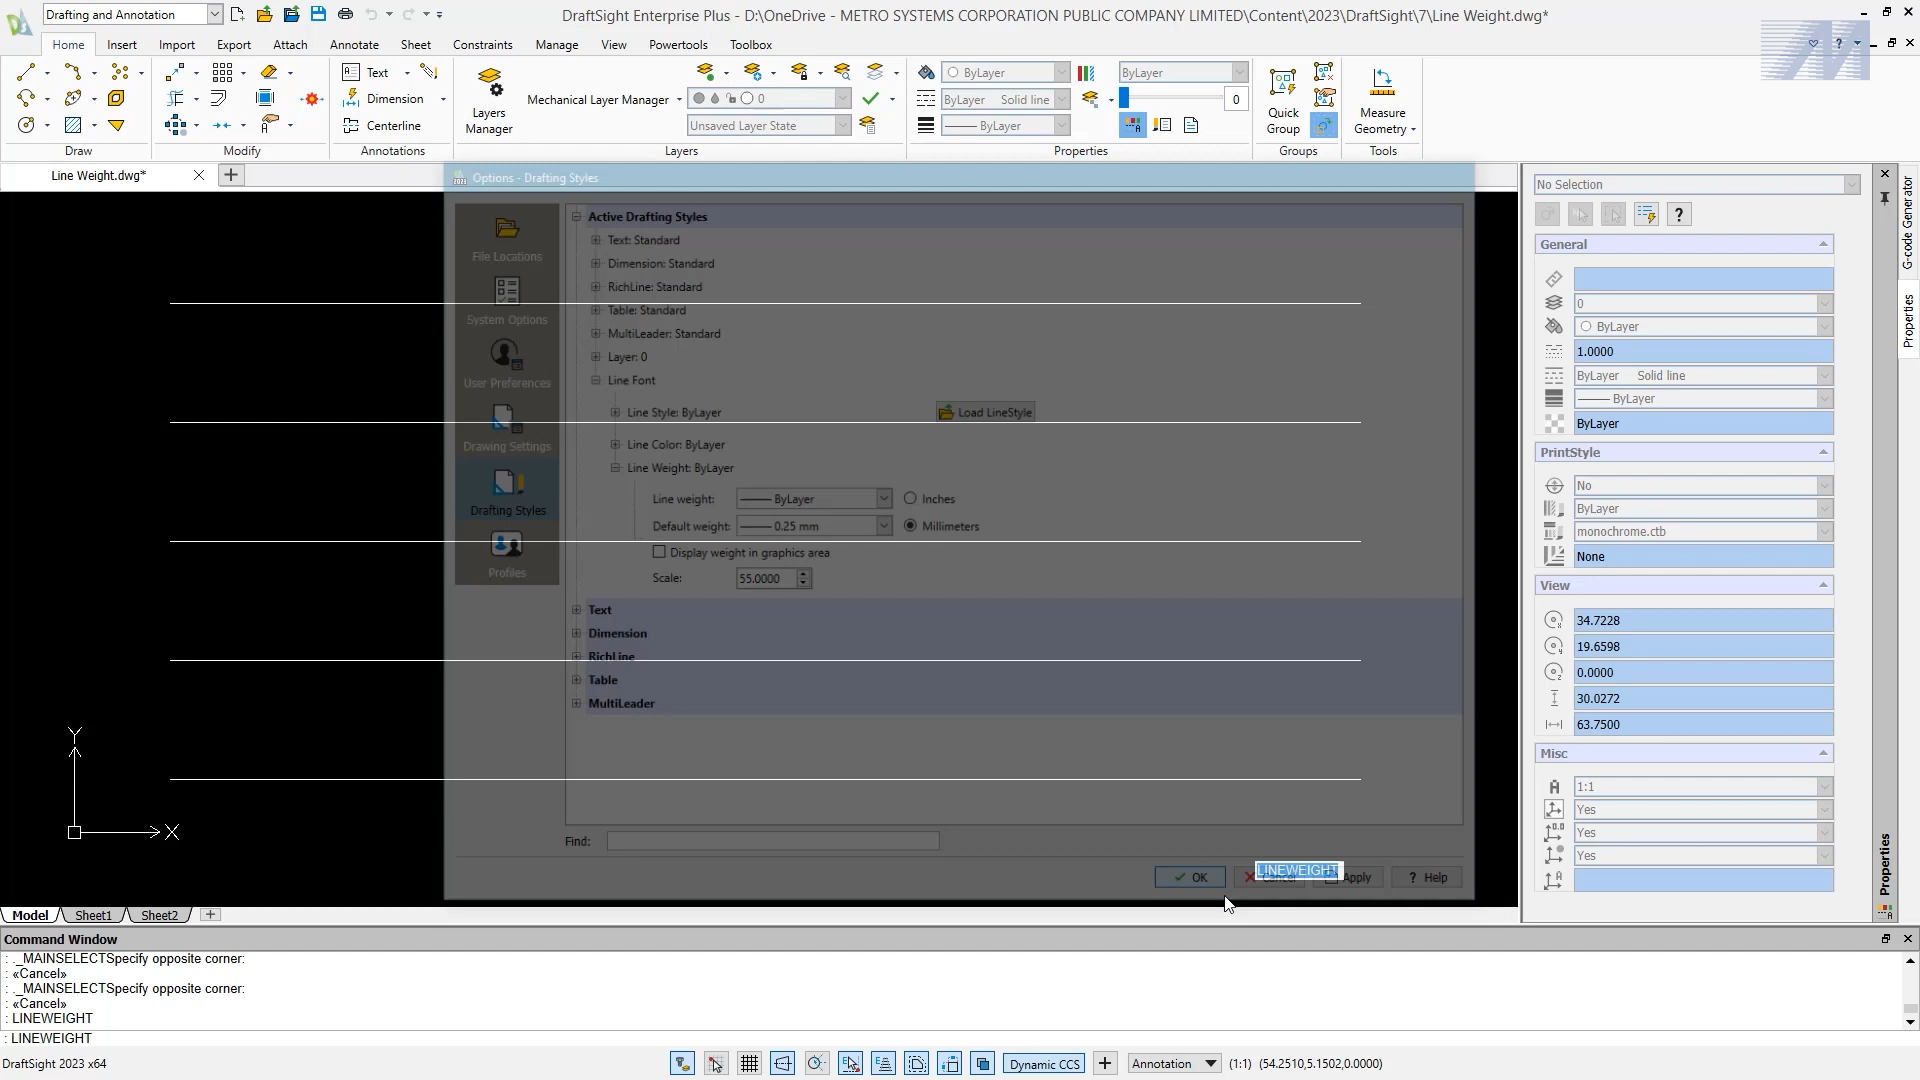 Drafting and Annotation
DraftSight Enterprise Plus - D:\OneDrive - METRO SYSTEMS CORPORATION PUBLIC COMPANY LIMITED\Content\2023\DraftSight\7\Line Weight.dwg*
Home Insert Import Export Attach Annotate Sheet Constraints Manage View Powertools Toolbox
Text
Dimension
Centerline
Layers Manager
Mechanical Layer Manager
0
Unsaved Layer State
ByLayer
ByLayer Solid line
ByLayer
ByLayer
0
Quick Group
Measure Geometry
Draw Modify Annotations Layers Properties Groups Tools
Line Weight.dwg*
Options - Drafting Styles
File Locations
System Options
User Preferences
Drawing Settings
Drafting Styles
Profiles
Active Drafting Styles
Text: Standard
Dimension: Standard
RichLine: Standard
Table: Standard
MultiLeader: Standard
Layer: 0
Line Font
Line Style: ByLayer
Load LineStyle
Line Color: ByLayer
Line Weight: ByLayer
Line weight: ByLayer Inches
Default weight: 0.25 mm Millimeters
Display weight in graphics area
Scale: 55.0000
Text
Dimension
RichLine
Table
MultiLeader
Find:
OK Cancel Apply ? Help
LINEWEIGHT
Y
X
No Selection
General
0
ByLayer
1.0000
ByLayer Solid line
ByLayer
ByLayer
PrintStyle
No
ByLayer
monochrome.ctb
None
View
34.7228
19.6598
0.0000
30.0272
63.7500
Misc
1:1
Yes
Yes
Yes
G-code Generator
Properties
Properties
Model Sheet1 Sheet2
Command Window
: ._MAINSELECTSpecify opposite corner:
: «Cancel»
: ._MAINSELECTSpecify opposite corner:
: «Cancel»
: LINEWEIGHT
: LINEWEIGHT
DraftSight 2023 x64
Dynamic CCS
Annotation
(1:1) (54.2510,5.1502,0.0000)